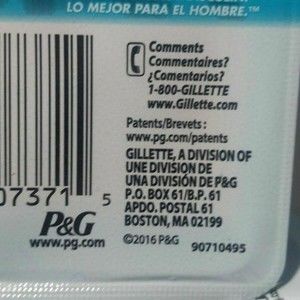 LO MEJOR PARA EL HOMBRE.™
Comments
Commentaires?
¿Comentarios?
1-800-GILLETTE
www.Gillette.com
Patents/Brevets :
www.pg.com/patents
GILLETTE, A DIVISION OF
UNE DIVISION DE
UNA DIVISIÓN DE P&G
P.O. BOX 61/B.P. 61
APDO. POSTAL 61
BOSTON, MA 02199
©2016 P&G
90710495
07371 5
P&G
www.pg.com